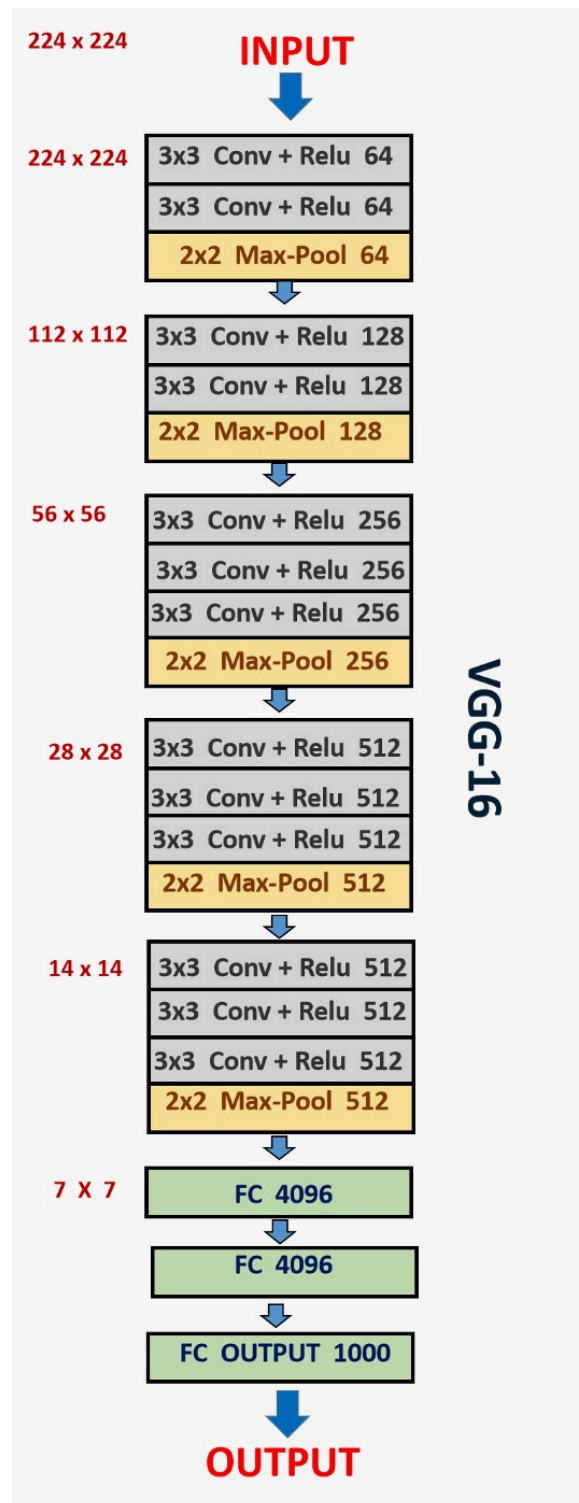 224 x 224
INPUT
224 x 224
3x3 Conv + Relu 64
3x3 Conv + Relu 64
2x2 Max-Pool 64
112 x 112
3x3 Conv + Relu 128
3x3 Conv + Relu 128
2x2 Max-Pool 128
56 x 56
3x3 Conv + Relu 256
3x3 Conv + Relu 256
3x3 Conv + Relu 256
2x2 Max-Pool 256
VGG-16
28 x 28
3x3 Conv + Relu 512
3x3 Conv + Relu 512
3x3 Conv + Relu 512
2x2 Max-Pool 512
14 x 14
3x3 Conv + Relu 512
3x3 Conv + Relu 512
3x3 Conv + Relu 512
2x2 Max-Pool 512
7 X 7
FC 4096
FC 4096
FC OUTPUT 1000
OUTPUT